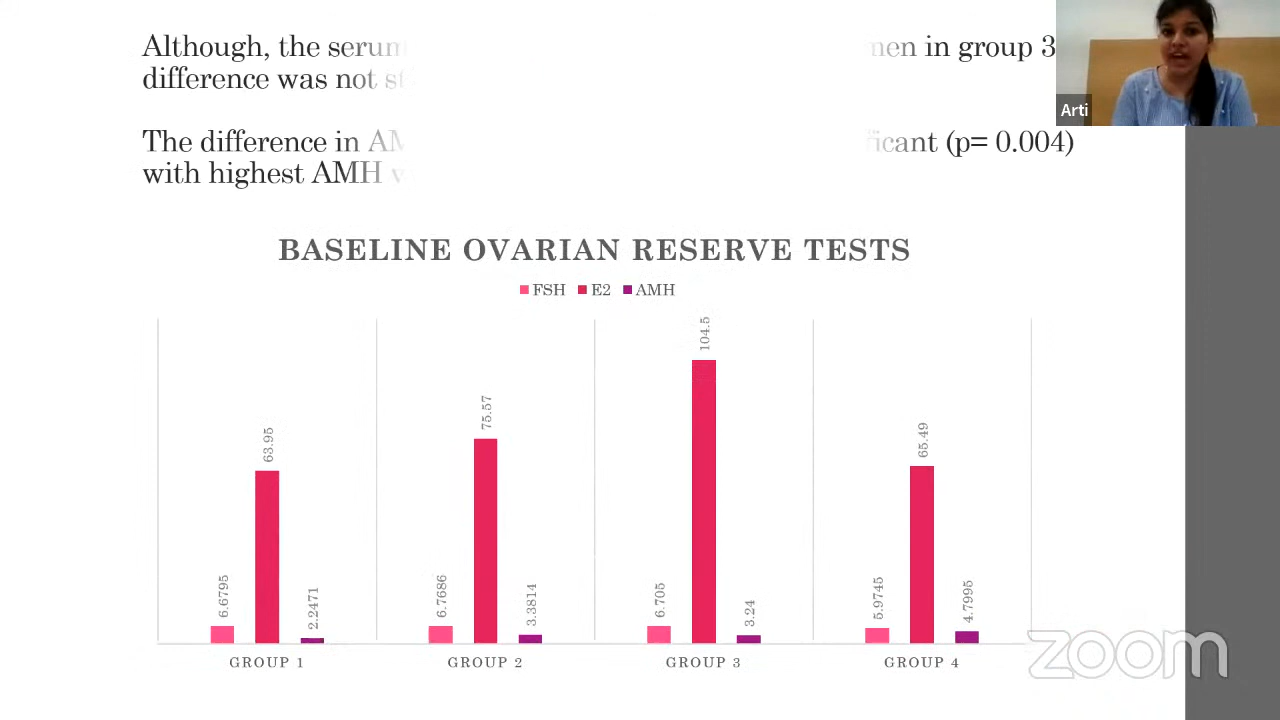 Although, the serum
men in group 3
difference was not
The difference in
(p= 0.004)
with highest AMH
Arti
BASELINE OVARIAN RESERVE TESTS
FSH E2 AMH
6.6795 63.95 2.2471
6.7686 75.57 3.3814
6.705 104.5 3.24
5.9745 65.49 4.7995
GROUP 1 GROUP 2 GROUP 3 GROUP 4
zoom